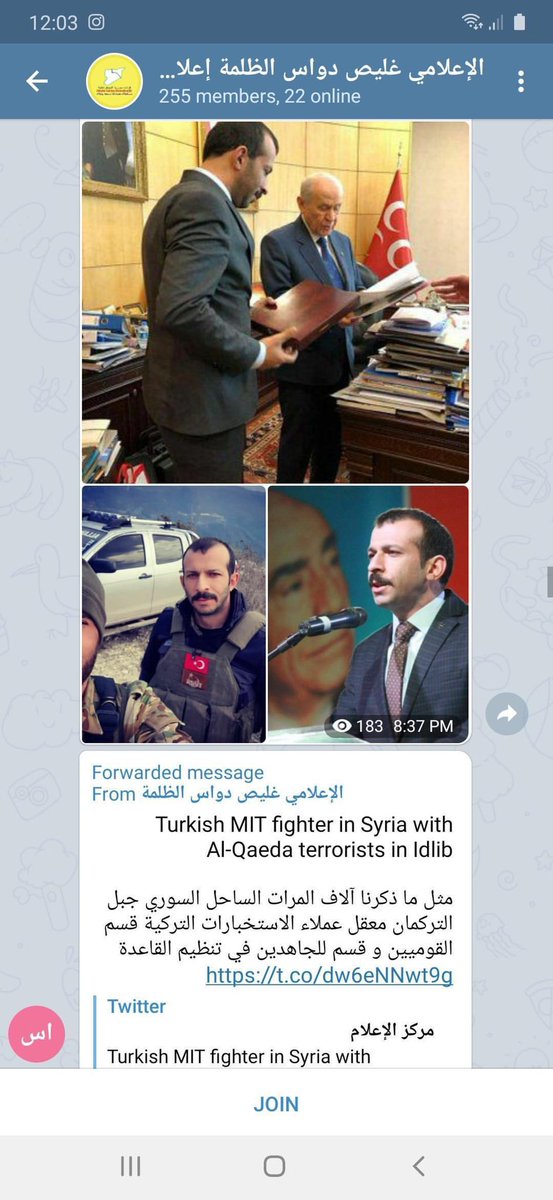 12:03
الإعلامي غليص دواس الظلمة إعلا...
255 members, 22 online
183 8:37 PM
Forwarded message
From الإعلامي غليص دواس الظلمة
Turkish MIT fighter in Syria with
Al-Qaeda terrorists in Idlib
مثل ما ذكرنا آلاف المرات الساحل السوري جبل
التركمان معقل عملاء الاستخبارات التركية قسم
القوميين و قسم للجاهدين في تنظيم القاعدة
https://t.co/dw6eNNwt9g
Twitter
مركز الإعلام
Turkish MIT fighter in Syria with
اس
JOIN